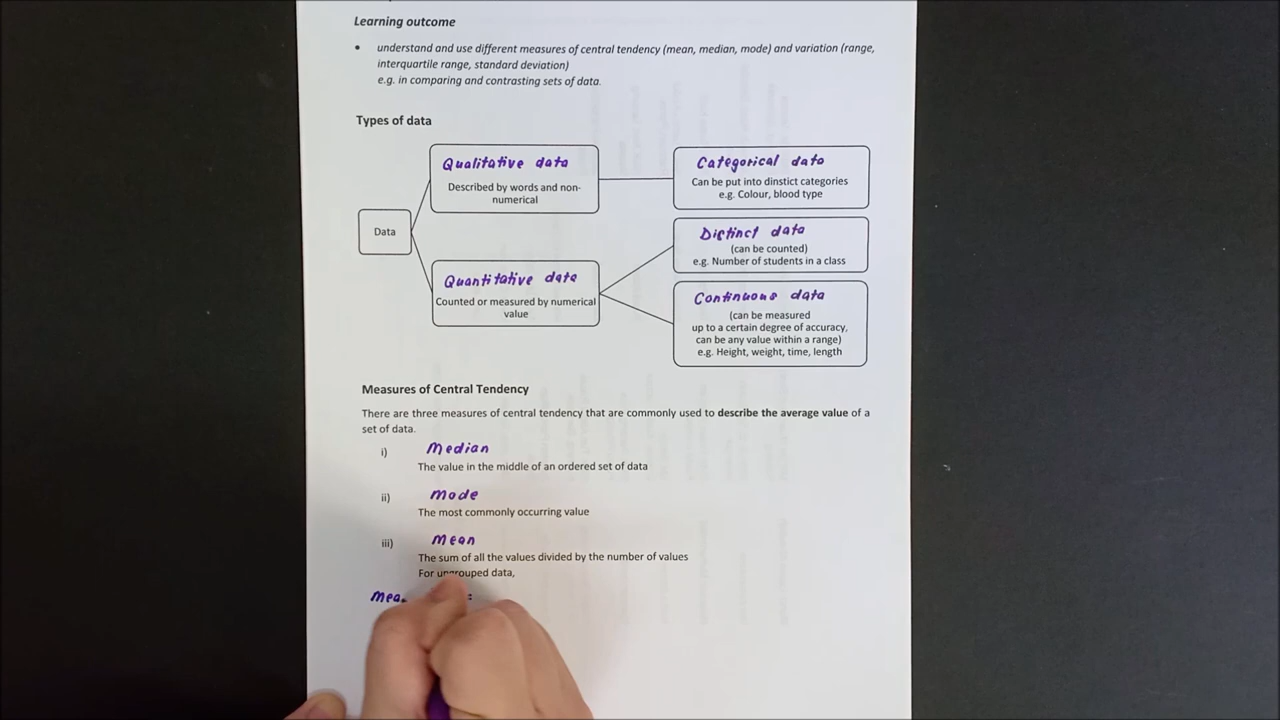 Learning outcome
• understand and use different measures of central tendency (mean, median, mode) and variation (range,
interquartile range, standard deviation)
e.g. in comparing and contrasting sets of data.
Types of data
Data
Qualitative data
Described by words and non-
numerical
Quantitative data
Counted or measured by numerical
value
Categorical data
Can be put into dinstict categories
e.g. Colour, blood type
Distinct data
(can be counted)
e.g. Number of students in a class
Continuous data
(can be measured
up to a certain degree of accuracy,
can be any value within a range)
e.g. Height, weight, time, length
Measures of Central Tendency
There are three measures of central tendency that are commonly used to describe the average value of a
set of data.
i) Median
The value in the middle of an ordered set of data
ii) Mode
The most commonly occurring value
iii) Mean
The sum of all the values divided by the number of values
For ungrouped data,